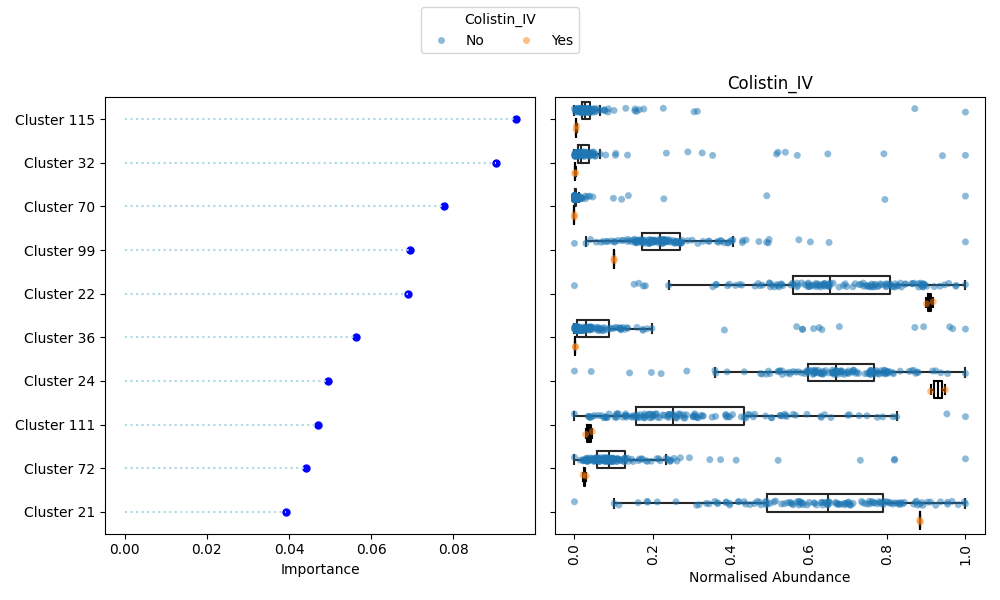 Colistin_IV
No Yes
Colistin_IV
Cluster 115
Cluster 32
Cluster 70
Cluster 99
Cluster 22
Cluster 36
Cluster 24
Cluster 111
Cluster 72
Cluster 21
0.00 0.02 0.04 0.06 0.08
Importance
0.0 0.2 0.4 0.6 0.8 1.0
Normalised Abundance